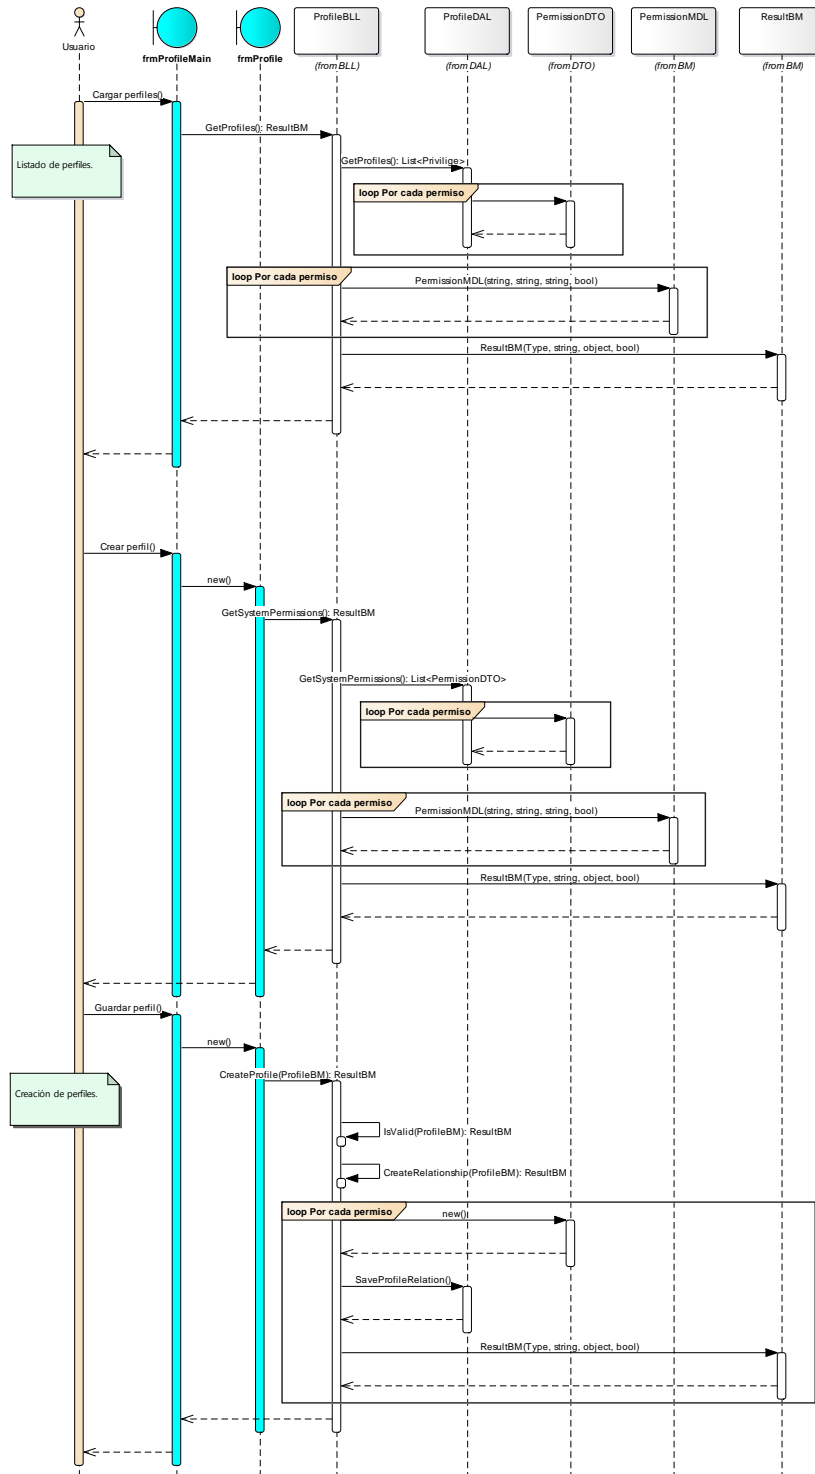 ProfileBLL
ProfileDAL
PermissionDTO
PermissionMDL
ResultBM
Usuario
frmProfileMain
frmProfile
(from BLL)
(from DAL)
(from DTO)
(from BM)
(from BM)
Cargar perfiles()
GetProfiles(): ResultBM
Listado de perfiles.
GetProfiles(): List<Privilige>
loop Por cada permiso
loop Por cada permiso
PermissionMDL(string, string, string, bool)
ResultBM(Type, string, object, bool)
Crear perfil()
new()
GetSystemPermissions(): ResultBM
GetSystemPermissions(): List<PermissionDTO>
loop Por cada permiso
loop Por cada permiso
PermissionMDL(string, string, string, bool)
ResultBM(Type, string, object, bool)
Guardar perfil()
new()
CreateProfile(ProfileBM): ResultBM
Creación de perfiles.
IsValid(ProfileBM): ResultBM
CreateRelationship(ProfileBM): ResultBM
loop Por cada permiso
new()
SaveProfileRelation()
ResultBM(Type, string, object, bool)